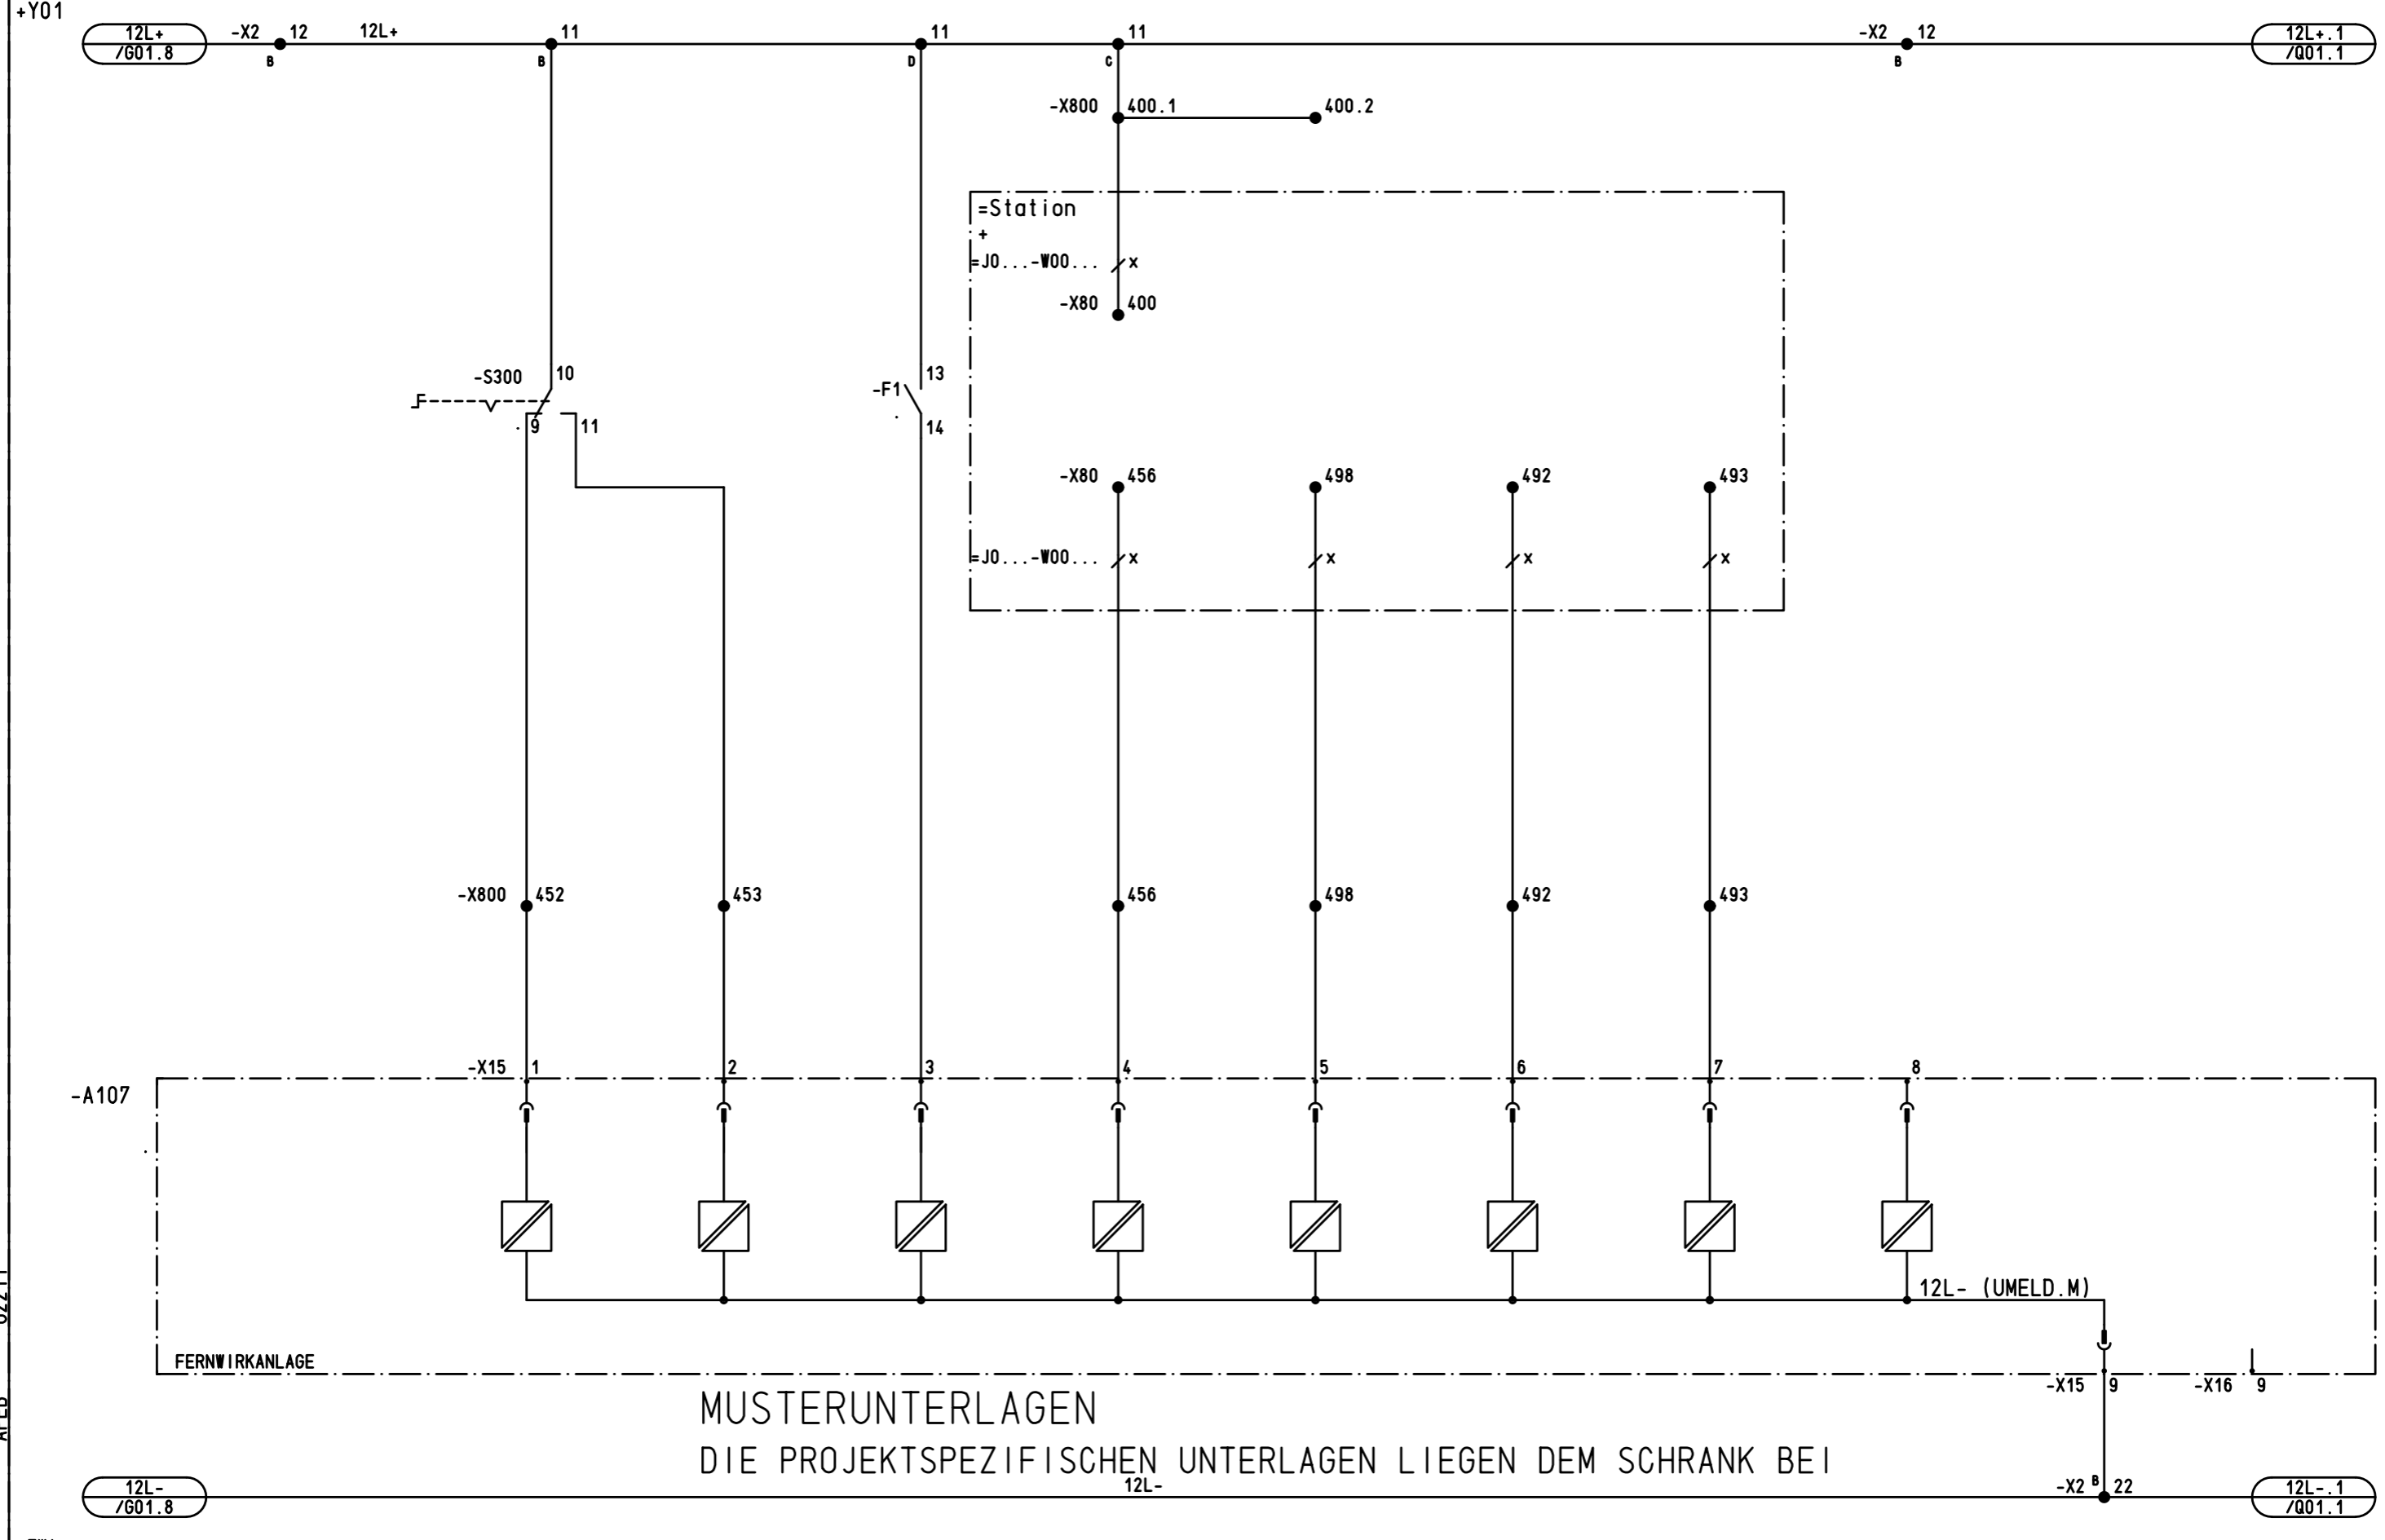 +Y01
12L+
/G01.8
-X2 12
B
12L+
11
B
11
D
11
C
-X2 12
B
12L+.1
/Q01.1
-X800 400.1
400.2
=Station
+
=J0...-W00... x
-X80 400
-S300
10
9
11
-F1
13
14
-X80 456
498
492
493
=J0...-W00... x
x
x
x
-X800 452
453
456
498
492
493
-X15 1
2
3
4
5
6
7
8
-A107
12L- (UMELD.M)
FERNWIRKANLAGE
-X15 9
-X16 9
MUSTERUNTERLAGEN
DIE PROJEKTSPEZIFISCHEN UNTERLAGEN LIEGEN DEM SCHRANK BEI
12L-
/G01.8
12L-
-X2 B 22
12L-.1
/Q01.1